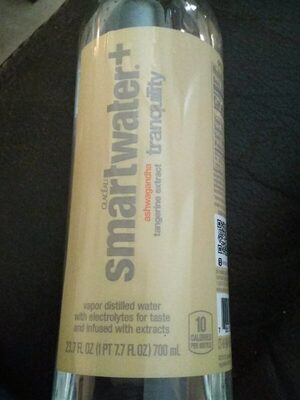 GLACÉAU
smartwater.+
tranquility
ashwagandha
tangerine extract
vapor distilled water
with electrolytes for taste
and infused with extracts
23.7 FL OZ (1 PT 7.7 FL OZ) 700 mL
10
CALORIES
PER BOTTLE